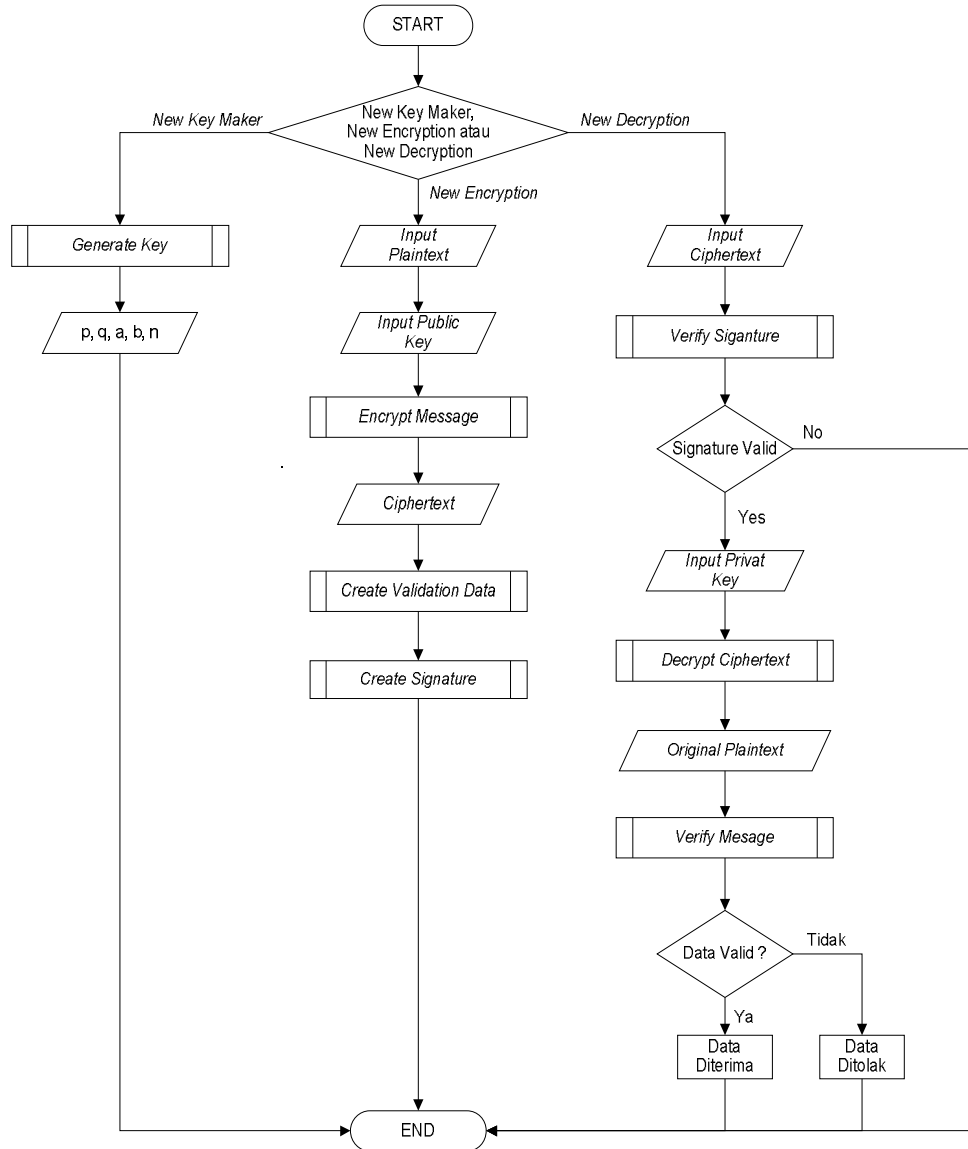 START
New Key Maker,
New Encryption atau
New Decryption
New Key Maker
New Decryption
New Encryption
Generate Key
p, q, a, b, n
Input
Plaintext
Input Public
Key
Encrypt Message
Ciphertext
Create Validation Data
Create Signature
Input
Ciphertext
Verify Siganture
Signature Valid
No
Yes
Input Privat
Key
Decrypt Ciphertext
Original Plaintext
Verify Mesage
Data Valid ?
Tidak
Ya
Data
Diterima
Data
Ditolak
END